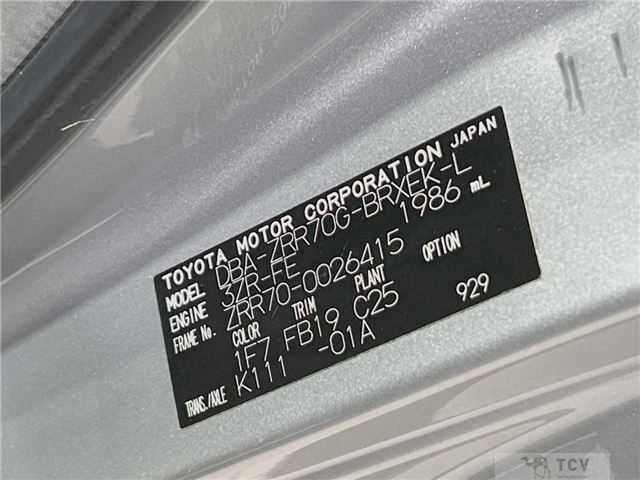 TOYOTA MOTOR CORPORATION JAPAN
MODEL DBA-ZRR70G-BRXEK-L
ENGINE 3ZR-FE 1986 mL
FRAME No. ZRR70-0026415
COLOR TRIM PLANT OPTION
1F7 FB19 C25 929
TRANS./AXLE K111 -01A
TCV